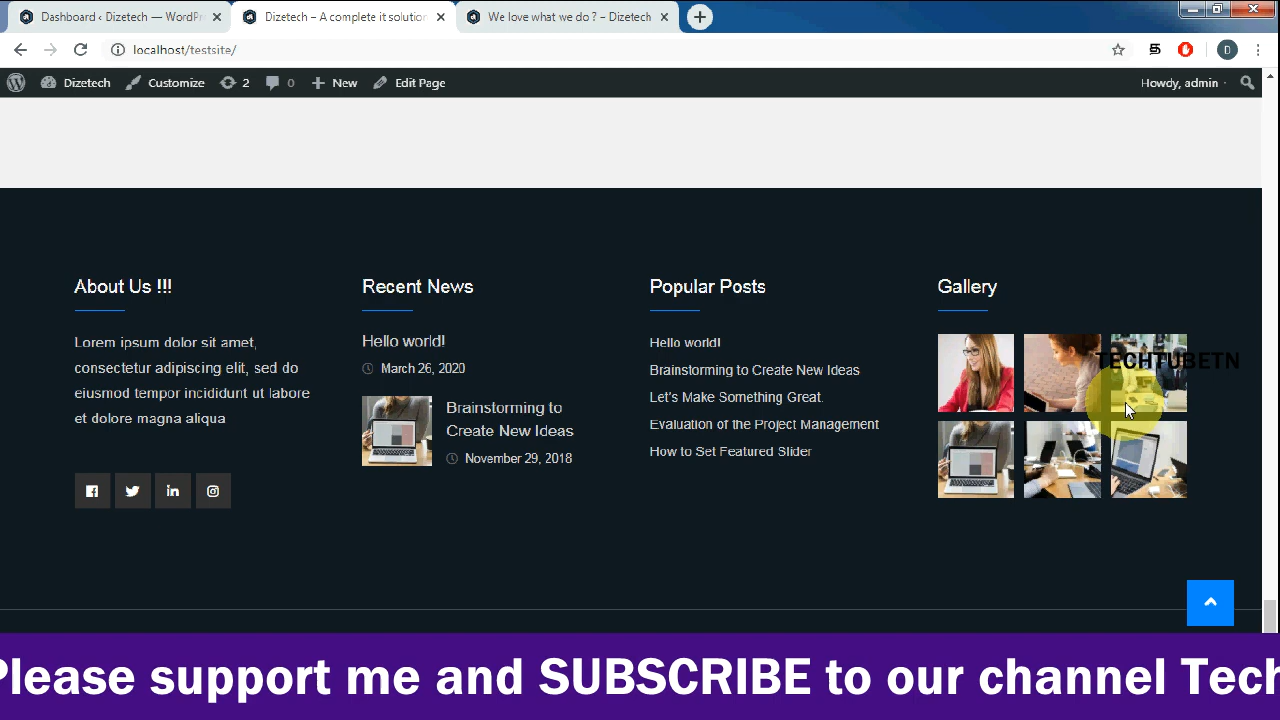 Dashboard ‹ Dizetech — WordPr
Dizetech – A complete it solution
We love what we do ? – Dizetech
localhost/testsite/
D
Dizetech
Customize
2
0
New
Edit Page
Howdy, admin
About Us !!!
Lorem ipsum dolor sit amet,
consectetur adipiscing elit, sed do
eiusmod tempor incididunt ut labore
et dolore magna aliqua
Recent News
Hello world!
March 26, 2020
Brainstorming to
Create New Ideas
November 29, 2018
Popular Posts
Hello world!
Brainstorming to Create New Ideas
Let's Make Something Great.
Evaluation of the Project Management
How to Set Featured Slider
Gallery
TECHTUBETN
Please support me and SUBSCRIBE to our channel Tech